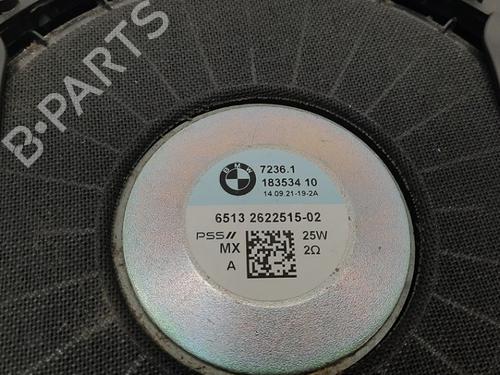 B-PARTS
BMW
7236.1
183534 10
14.09.21-19-2A
6513 2622515-02
PSS// 25W
MX 2Ω
A